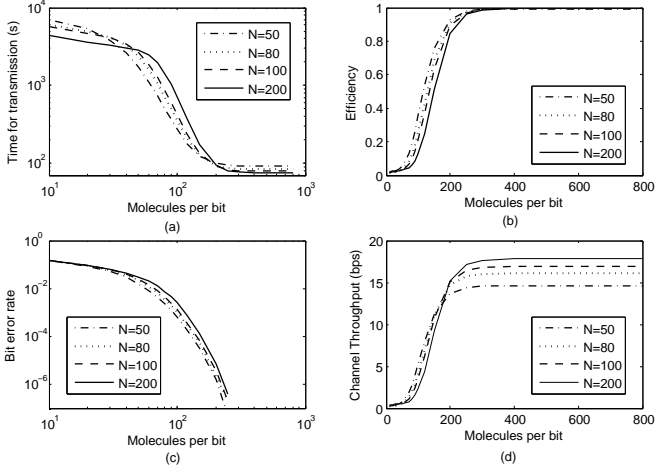 Time for transmission (s)
10^4
10^3
10^2
10^1
10^2
10^3
Molecules per bit
(a)
N=50
N=80
N=100
N=200
Efficiency
1
0.8
0.6
0.4
0.2
0
0
200
400
600
800
Molecules per bit
(b)
N=50
N=80
N=100
N=200
Bit error rate
10^0
10^-2
10^-4
10^-6
10^1
10^2
10^3
Molecules per bit
(c)
N=50
N=80
N=100
N=200
Channel Throughput (bps)
20
15
10
5
0
0
200
400
600
800
Molecules per bit
(d)
N=50
N=80
N=100
N=200